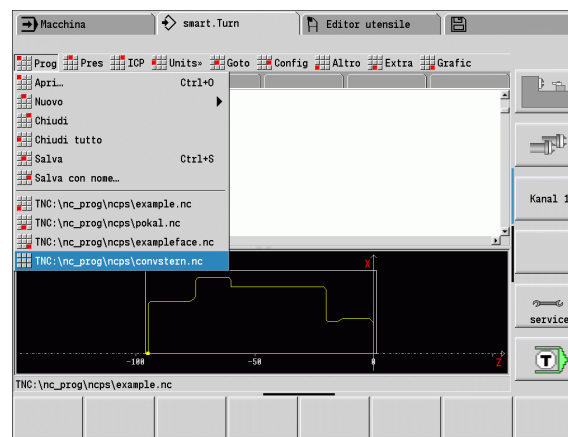 Macchina smart.Turn Editor utensile
Prog Pres ICP Units» Goto Config Altro Extra Grafic
Apri… Ctrl+O
Nuovo
Chiudi
Chiudi tutto
Salva Ctrl+S
Salva con nome…
TNC:\nc_prog\ncps\example.nc
TNC:\nc_prog\ncps\pokal.nc
TNC:\nc_prog\ncps\exampleface.nc
TNC:\nc_prog\ncps\convstern.nc
Kanal 1
X
-100 -50 0 Z
service
T
TNC:\nc_prog\ncps\example.nc